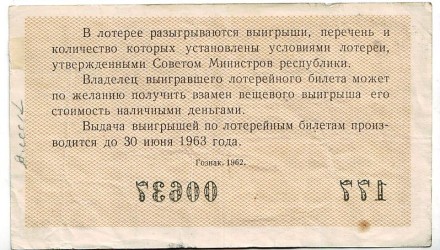 В лотерее разыгрываются выигрыши, перечень и
количество которых установлены условиями лотереи,
утвержденными Советом Министров республики.
Владелец выигравшего лотерейного билета может
по желанию получить взамен вещевого выигрыша его
стоимость наличными деньгами.
Выдача выигрышей по лотерейным билетам произ-
водится до 30 июня 1963 года.
Гознак. 1962.
00637 177